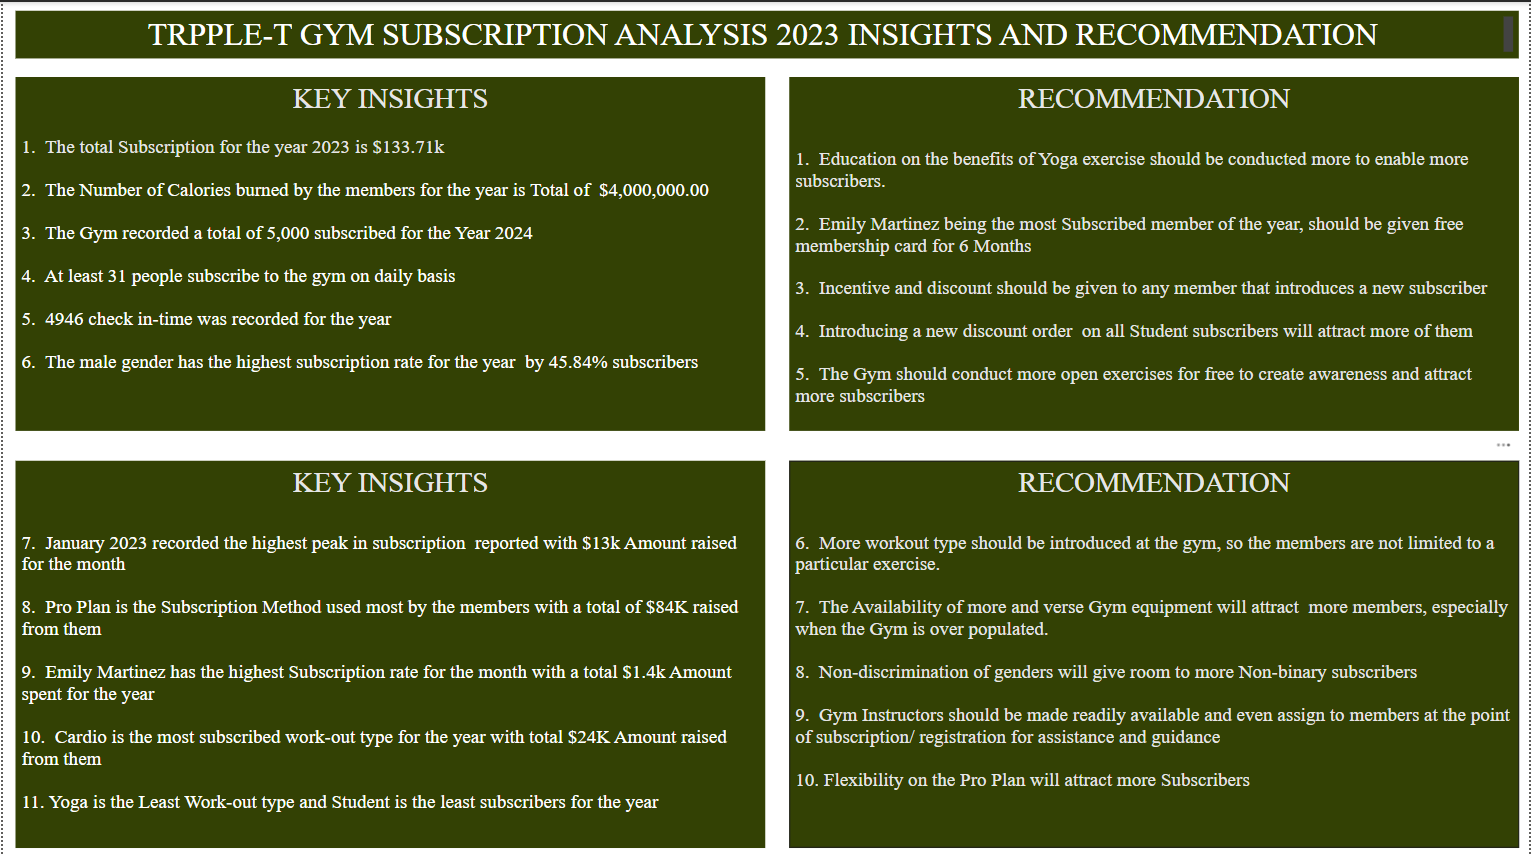 TRPPLE-T GYM SUBSCRIPTION ANALYSIS 2023 INSIGHTS AND RECOMMENDATION
KEY INSIGHTS
1. The total Subscription for the year 2023 is $133.71k
2. The Number of Calories burned by the members for the year is Total of $4,000,000.00
3. The Gym recorded a total of 5,000 subscribed for the Year 2024
4. At least 31 people subscribe to the gym on daily basis
5. 4946 check in-time was recorded for the year
6. The male gender has the highest subscription rate for the year by 45.84% subscribers
RECOMMENDATION
1. Education on the benefits of Yoga exercise should be conducted more to enable more
subscribers.
2. Emily Martinez being the most Subscribed member of the year, should be given free
membership card for 6 Months
3. Incentive and discount should be given to any member that introduces a new subscriber
4. Introducing a new discount order on all Student subscribers will attract more of them
5. The Gym should conduct more open exercises for free to create awareness and attract
more subscribers
KEY INSIGHTS
7. January 2023 recorded the highest peak in subscription reported with $13k Amount raised
for the month
8. Pro Plan is the Subscription Method used most by the members with a total of $84K raised
from them
9. Emily Martinez has the highest Subscription rate for the month with a total $1.4k Amount
spent for the year
10. Cardio is the most subscribed work-out type for the year with total $24K Amount raised
from them
11. Yoga is the Least Work-out type and Student is the least subscribers for the year
RECOMMENDATION
6. More workout type should be introduced at the gym, so the members are not limited to a
particular exercise.
7. The Availability of more and verse Gym equipment will attract more members, especially
when the Gym is over populated.
8. Non-discrimination of genders will give room to more Non-binary subscribers
9. Gym Instructors should be made readily available and even assign to members at the point
of subscription/ registration for assistance and guidance
10. Flexibility on the Pro Plan will attract more Subscribers